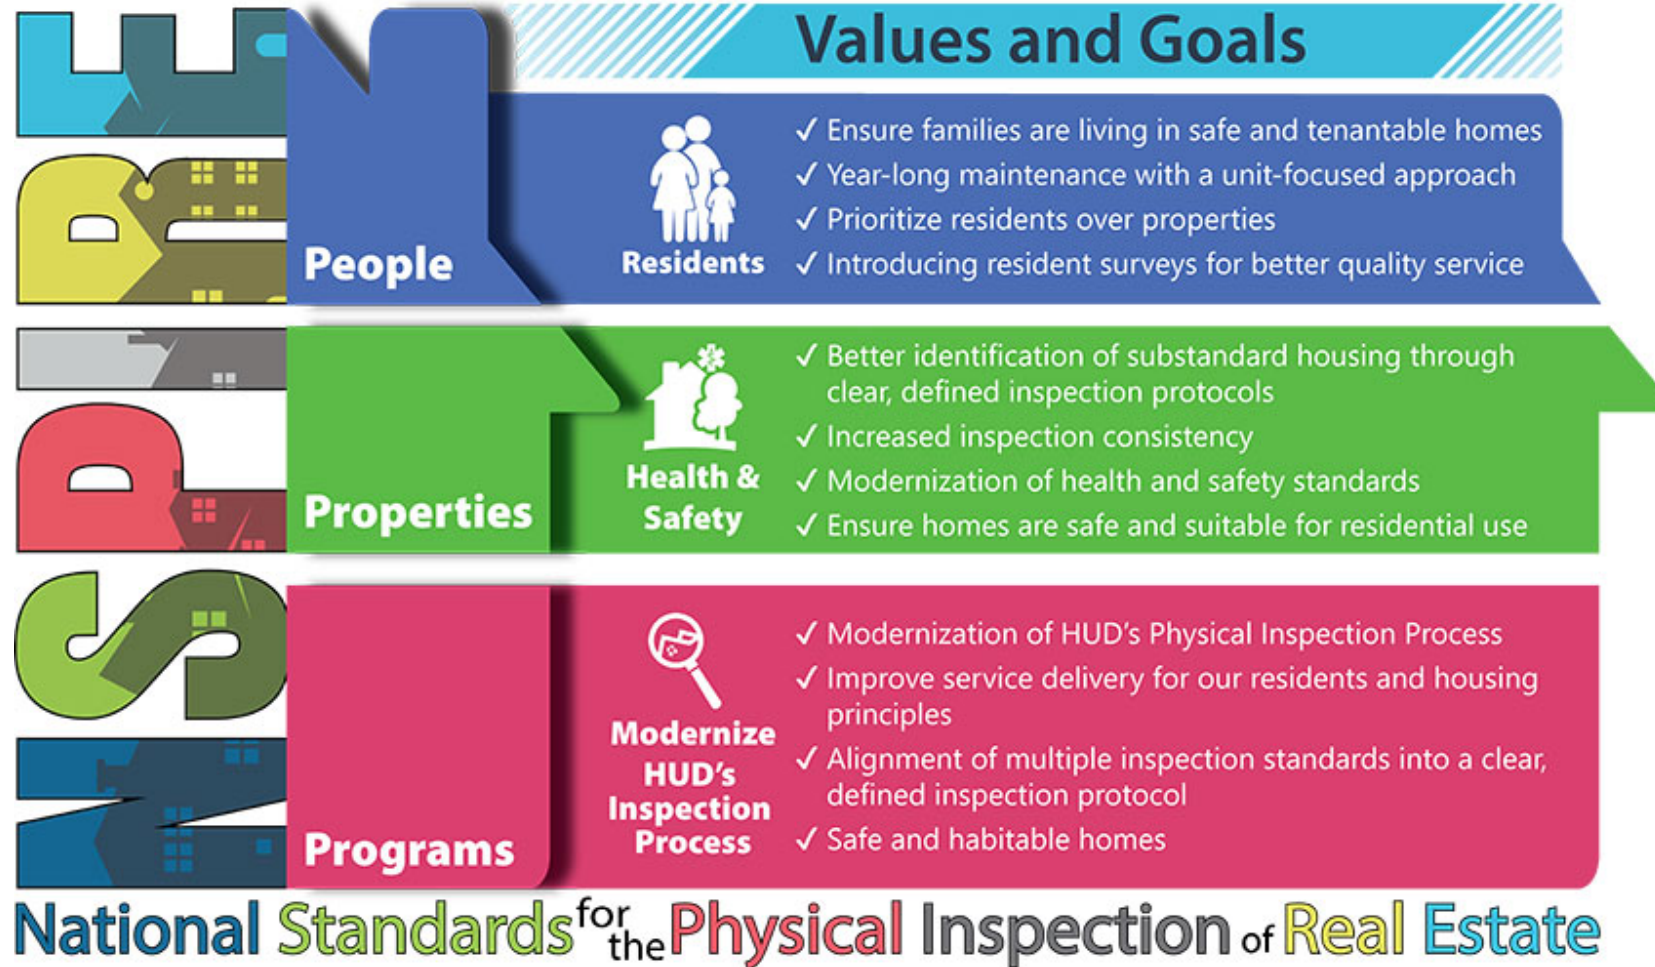 NSPIRE
Values and Goals
People
Residents
✓ Ensure families are living in safe and tenantable homes
✓ Year-long maintenance with a unit-focused approach
✓ Prioritize residents over properties
✓ Introducing resident surveys for better quality service
Properties
Health &
Safety
✓ Better identification of substandard housing through
clear, defined inspection protocols
✓ Increased inspection consistency
✓ Modernization of health and safety standards
✓ Ensure homes are safe and suitable for residential use
Programs
Modernize
HUD's
Inspection
Process
✓ Modernization of HUD's Physical Inspection Process
✓ Improve service delivery for our residents and housing
principles
✓ Alignment of multiple inspection standards into a clear,
defined inspection protocol
✓ Safe and habitable homes
National Standards for the Physical Inspection of Real Estate